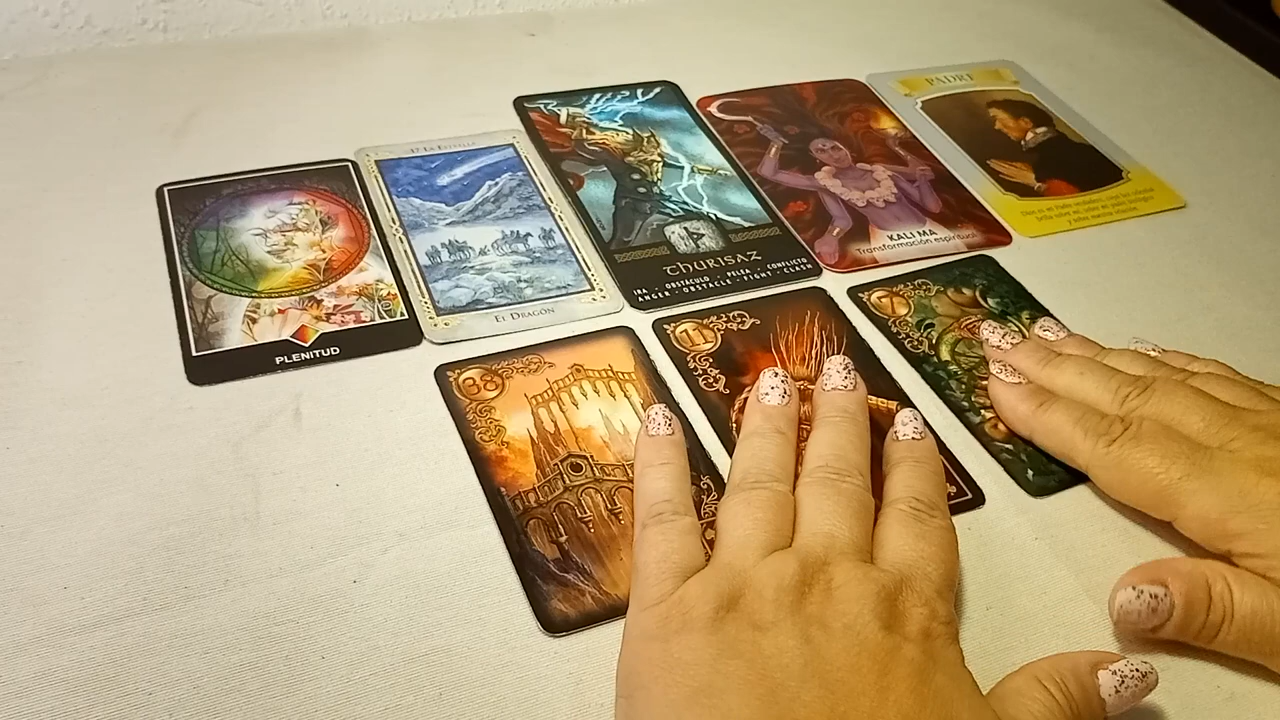 PLENITUD
17 LA ESTRELLA
EL DRAGÓN
THURISAZ
IRA • OBSTÁCULO • PELEA • CONFLICTO
ANGER • OBSTACLE • FIGHT • CLASH
KALI MA
Transformación espiritual
PADRE
38
11
7